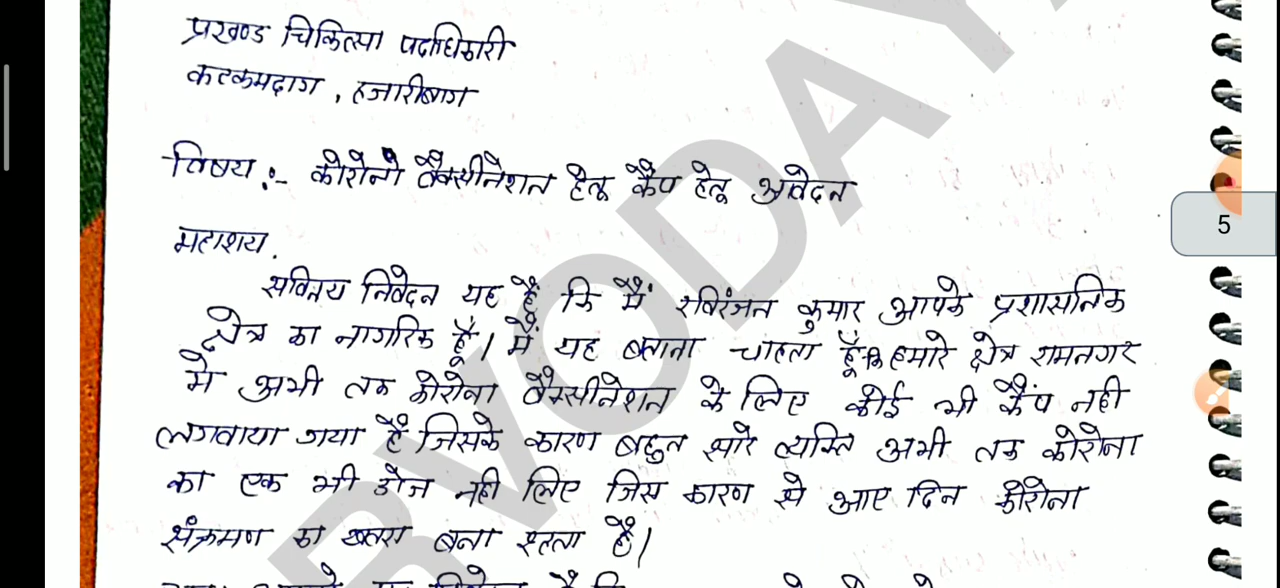 प्रखण्ड चिकित्सा पदाधिकारी
कटकमदाग, हजारीबाग
विषय :- कोरोना वैक्सीनेशन हेतू कैंप हेतू आवेदन
महाशय.
सविनय निवेदन यह है कि मैं रविरंजन कुमार आपके प्रशासनिक
क्षेत्र का नागरिक हूँ। मैं यह बताना चाहता हूँ कि हमारे क्षेत्र रामनगर
मे अभी तक कोरोना वैक्सीनेशन के लिए कोई भी कैंप नही
लगवाया गया है जिसके कारण बहुत सारे व्यक्ति अभी तक कोरोना
का एक भी डोज नही लिए जिस कारण से आए दिन कोरोना
संक्रमण का खतरा बना रहता है।
5
RVODAYA